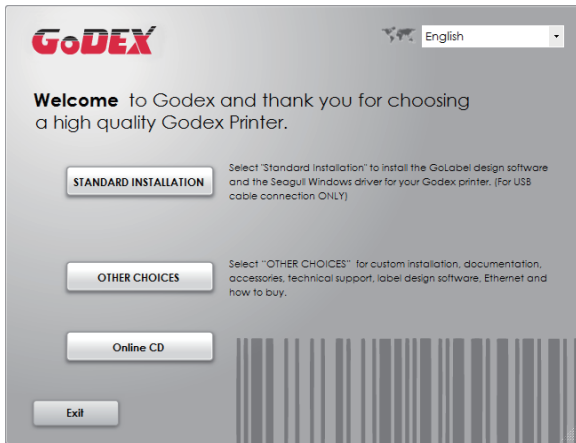 GoDEX
English
Welcome to Godex and thank you for choosing
a high quality Godex Printer.
STANDARD INSTALLATION
Select "Standard Installation" to install the GoLabel design software
and the Seagull Windows driver for your Godex printer. (For USB
cable connection ONLY)
OTHER CHOICES
Select "OTHER CHOICES" for custom installation, documentation,
accessories, technical support, label design software, Ethernet and
how to buy.
Online CD
Exit